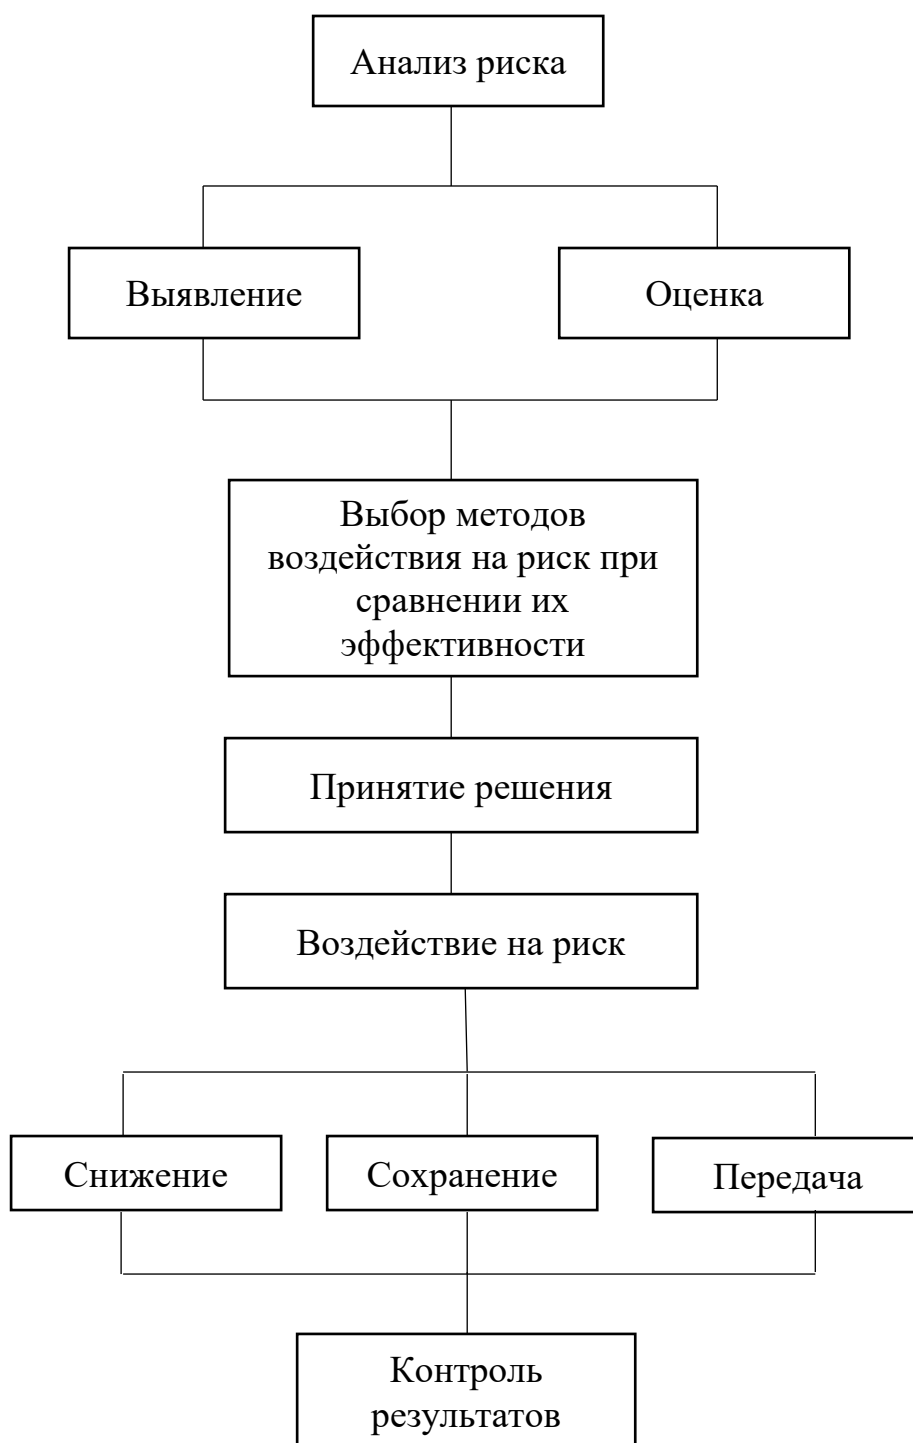 Анализ риска
Выявление
Оценка
Выбор методов
воздействия на риск при
сравнении их
эффективности
Принятие решения
Воздействие на риск
Снижение
Сохранение
Передача
Контроль
результатов